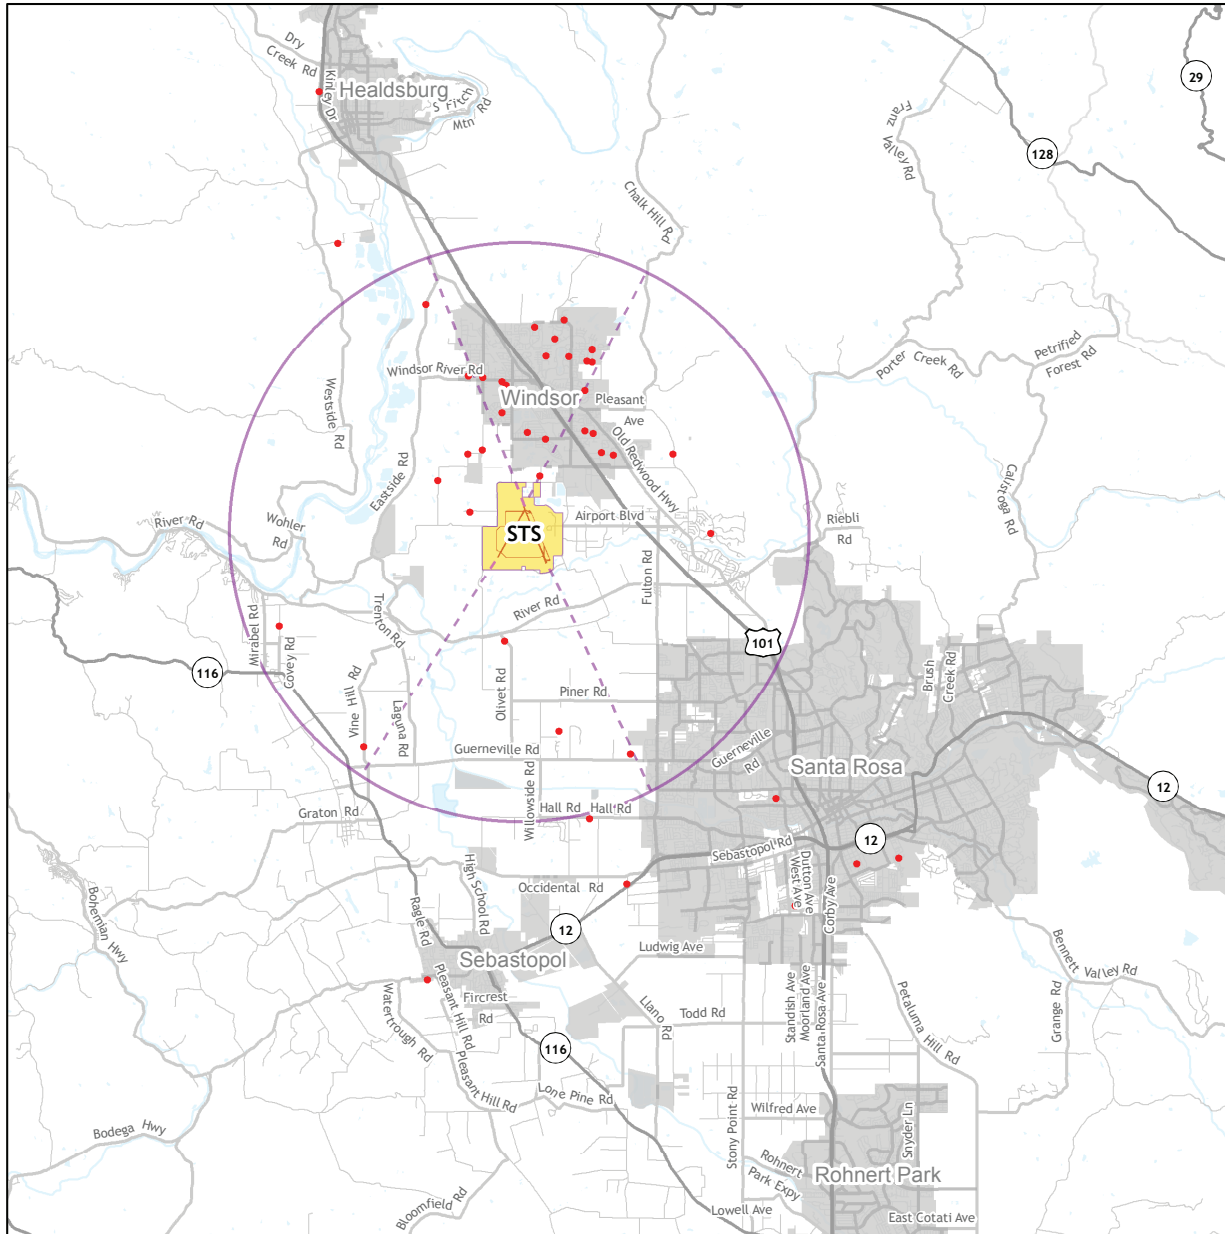 Dry
Creek Rd
Kinley Dr
Healdsburg
S Fitch
Mtn Rd
29
Franz
Valley Rd
128
Chalk Hill Rd
Windsor River Rd
Windsor
Pleasant
Ave
Old Redwood Hwy
Westside Rd
Eastside Rd
Porter Creek Rd
Petrified
Forest Rd
Calistoga Rd
River Rd
Wohler
Rd
STS
Airport Blvd
Riebli
Rd
Fulton Rd
River Rd
Trenton Rd
Mirabel Rd
Covey Rd
101
116
Vine Hill Rd
Laguna Rd
Olivet Rd
Piner Rd
Brush
Creek Rd
Guerneville Rd
Guerneville
Rd
Santa Rosa
12
Willowside Rd
Graton Rd
Hall Rd
Hall Rd
Sebastopol Rd
12
High School Rd
Occidental Rd
Dutton Ave
West Ave
Corby Ave
Bohemian Hwy
Ragle Rd
12
Sebastopol
Ludwig Ave
Bennett Valley Rd
Watertrough Rd
Pleasant Hill Rd
Fircrest
Rd
Llano
Rd
Todd Rd
Standish Ave
Moorland Ave
Santa Rosa Ave
Petaluma Hill Rd
Grange Rd
116
Pleasant Hill Rd
Lone Pine Rd
Stony Point Rd
Wilfred Ave
Snyder Ln
Bodega Hwy
Rohnert
Park Expy
Rohnert Park
Bloomfield Rd
Lowell Ave
East Cotati Ave